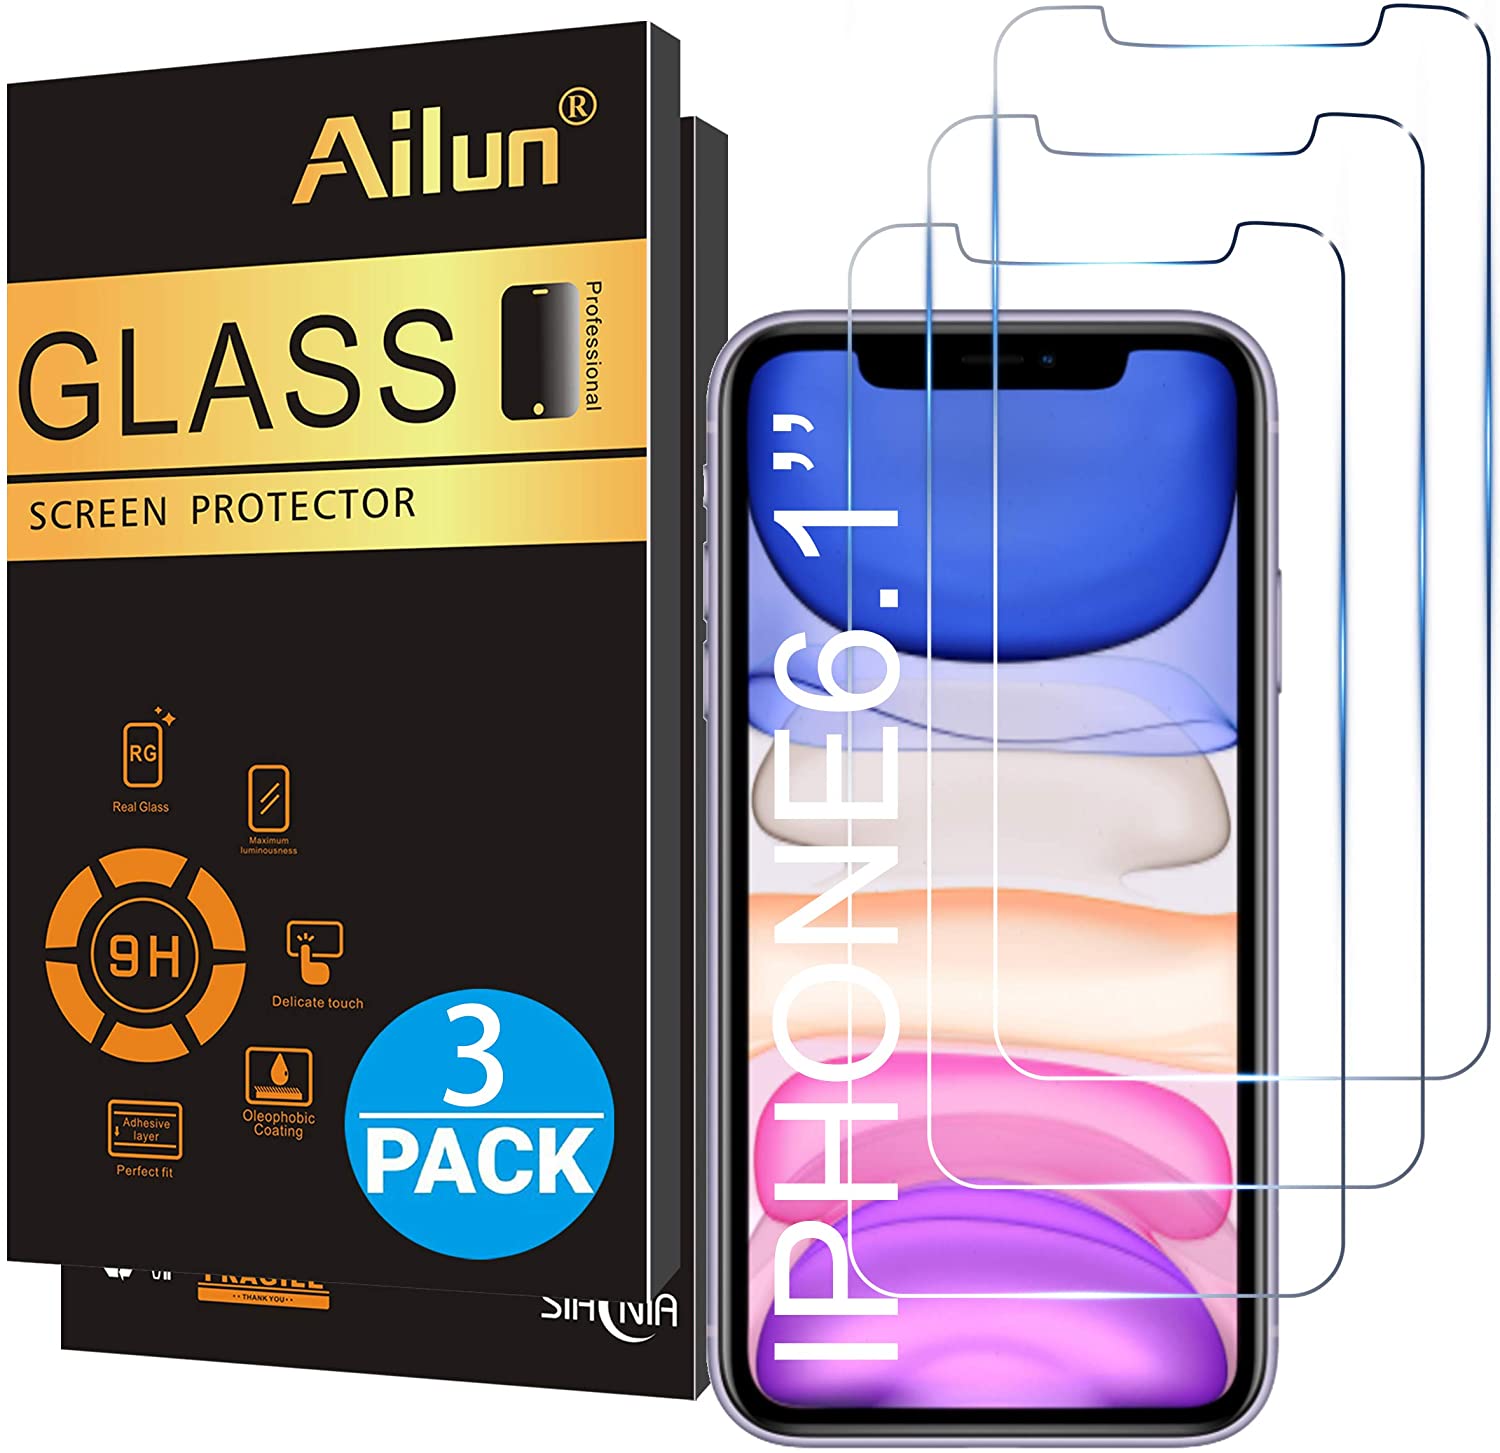 Ailun®
GLASS
Professional
SCREEN PROTECTOR
RG
Real Glass
Maximum
luminousness
9H
Delicate touch
Oleophobic
Coating
Adhesive
layer
Perfect fit
3
PACK
FRAGILE
THANK YOU
IPHONE6.1”